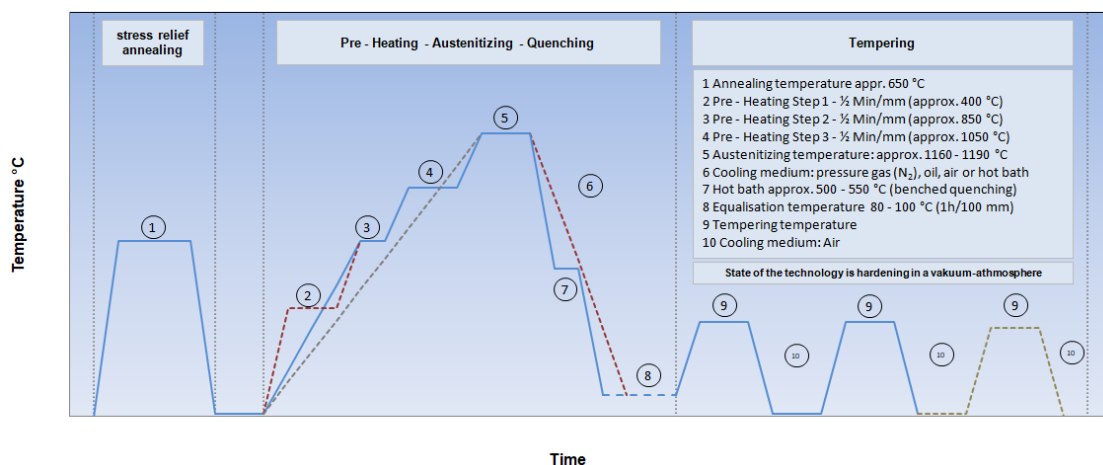 stress relief
annealing
Pre - Heating - Austenitizing - Quenching
Tempering
1 Annealing temperature appr. 650 °C
2 Pre - Heating Step 1 - ½ Min/mm (approx. 400 °C)
3 Pre - Heating Step 2 - ½ Min/mm (approx. 850 °C)
4 Pre - Heating Step 3 - ½ Min/mm (approx. 1050 °C)
5 Austenitizing temperature: approx. 1160 - 1190 °C
6 Cooling medium: pressure gas (N₂), oil, air or hot bath
7 Hot bath approx. 500 - 550 °C (benched quenching)
8 Equalisation temperature 80 - 100 °C (1h/100 mm)
9 Tempering temperature
10 Cooling medium: Air
State of the technology is hardening in a vakuum-athmosphere
Temperature °C
1
2
3
4
5
6
7
8
9
10
9
10
9
10
Time